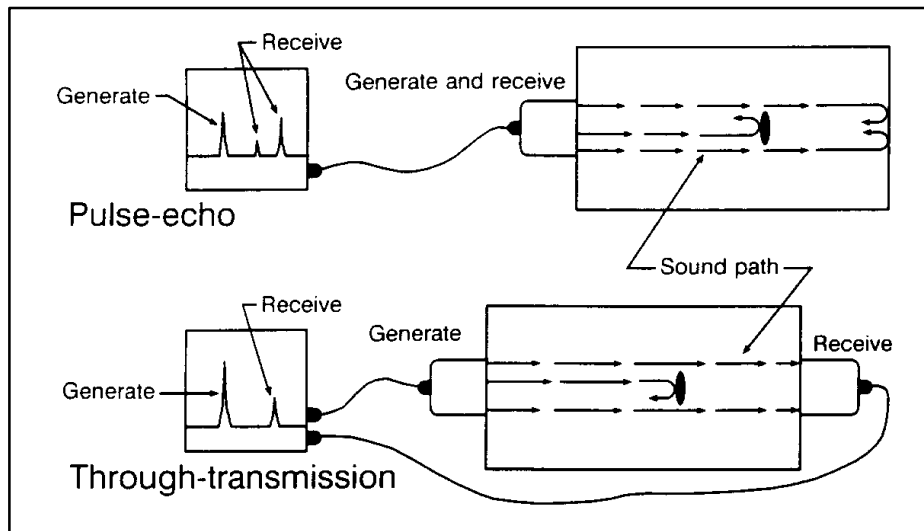 Receive
Generate and receive
Generate
Pulse-echo
Sound path
Receive
Generate
Receive
Generate
Through-transmission